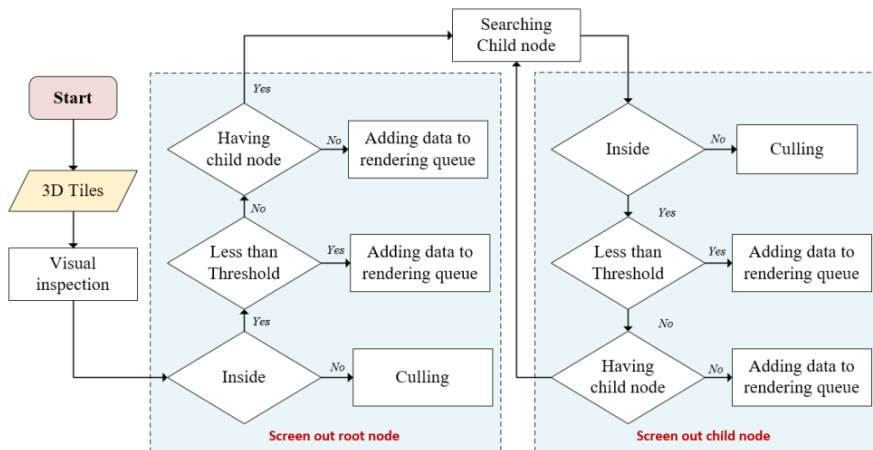 Start
3D Tiles
Visual
inspection
Inside
No
Culling
Yes
Less than
Threshold
Yes
Adding data to
rendering queue
No
Having
child node
No
Adding data to
rendering queue
Yes
Screen out root node
Searching
Child node
Inside
No
Culling
Yes
Less than
Threshold
Yes
Adding data to
rendering queue
No
Having
child node
No
Adding data to
rendering queue
Screen out child node